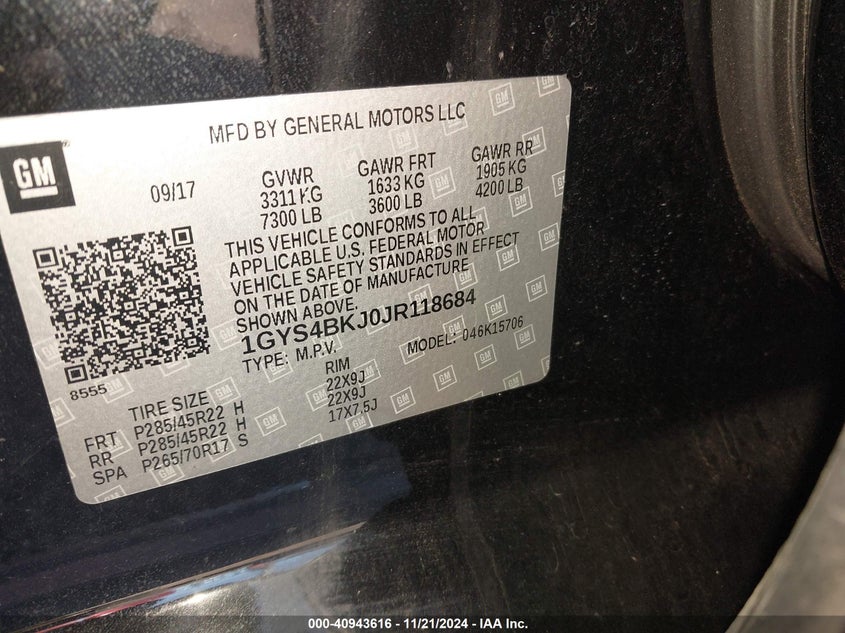 MFD BY GENERAL MOTORS LLC
GM
09/17
GVWR
3311 KG
7300 LB
GAWR FRT
1633 KG
3600 LB
GAWR RR
1905 KG
4200 LB
THIS VEHICLE CONFORMS TO ALL
APPLICABLE U.S. FEDERAL MOTOR
VEHICLE SAFETY STANDARDS IN EFFECT
ON THE DATE OF MANUFACTURE
SHOWN ABOVE.
1GYS4BKJ0JR118684
TYPE: M.P.V. MODEL: 046K15706
8555
TIRE SIZE RIM
FRT P285/45R22 H 22X9J
RR P285/45R22 H 22X9J
SPA P265/70R17 S 17X7.5J
000-40943616 - 11/21/2024 - IAA Inc.